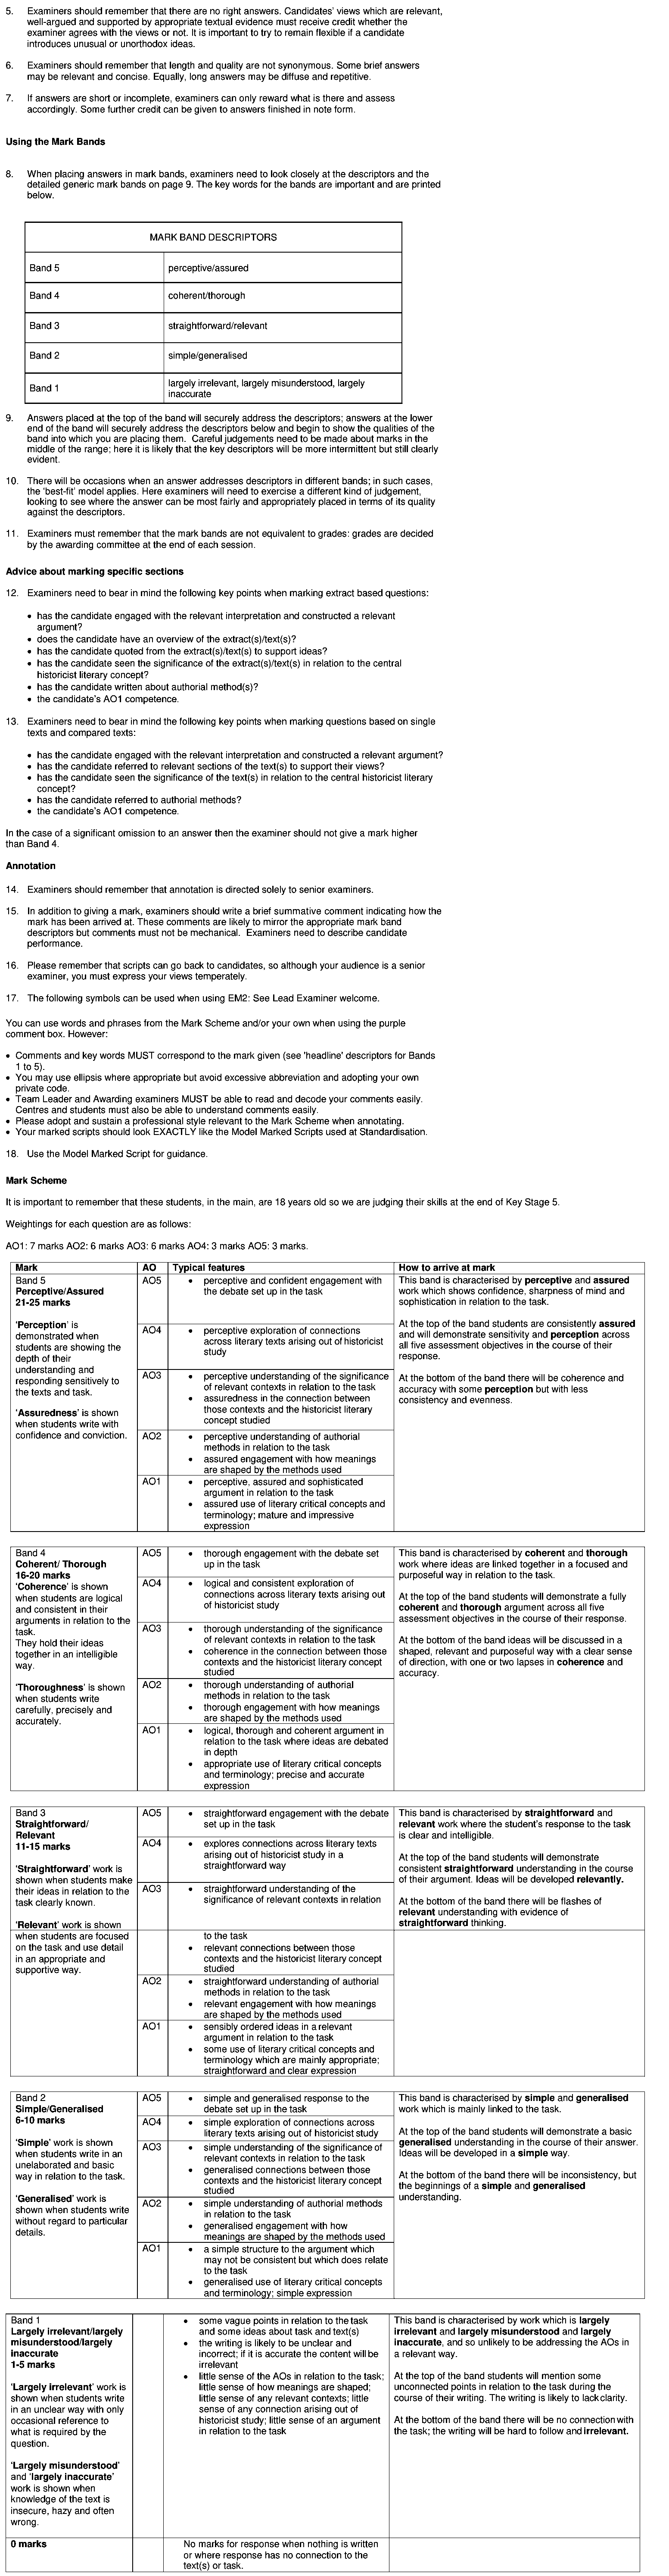 5. Examiners should remember that there are no right answers. Candidates' views which are relevant,
well-argued and supported by appropriate textual evidence must receive credit whether the
examiner agrees with the views or not. It is important to try to remain flexible if a candidate
introduces unusual or unorthodox ideas.
6. Examiners should remember that length and quality are not synonymous. Some brief answers
may be relevant and concise. Equally, long answers may be diffuse and repetitive.
7. If answers are short or incomplete, examiners can only reward what is there and assess
accordingly. Some further credit can be given to answers finished in note form.
Using the Mark Bands
8. When placing answers in mark bands, examiners need to look closely at the descriptors and the
detailed generic mark bands on page 9. The key words for the bands are important and are printed
below.
MARK BAND DESCRIPTORS
Band 5 perceptive/assured
Band 4 coherent/thorough
Band 3 straightforward/relevant
Band 2 simple/generalised
Band 1 largely irrelevant, largely misunderstood, largely
inaccurate
9. Answers placed at the top of the band will securely address the descriptors; answers at the lower
end of the band will securely address the descriptors below and begin to show the qualities of the
band into which you are placing them. Careful judgements need to be made about marks in the
middle of the range; here it is likely that the key descriptors will be more intermittent but still clearly
evident.
10. There will be occasions when an answer addresses descriptors in different bands; in such cases,
the 'best-fit' model applies. Here examiners will need to exercise a different kind of judgement,
looking to see where the answer can be most fairly and appropriately placed in terms of its quality
against the descriptors.
11. Examiners must remember that the mark bands are not equivalent to grades: grades are decided
by the awarding committee at the end of each session.
Advice about marking specific sections
12. Examiners need to bear in mind the following key points when marking extract based questions:
• has the candidate engaged with the relevant interpretation and constructed a relevant
argument?
• does the candidate have an overview of the extract(s)/text(s)?
• has the candidate quoted from the extract(s)/text(s) to support ideas?
• has the candidate seen the significance of the extract(s)/text(s) in relation to the central
historicist literary concept?
• has the candidate written about authorial method(s)?
• the candidate's AO1 competence.
13. Examiners need to bear in mind the following key points when marking questions based on single
texts and compared texts:
• has the candidate engaged with the relevant interpretation and constructed a relevant argument?
• has the candidate referred to relevant sections of the text(s) to support their views?
• has the candidate seen the significance of the text(s) in relation to the central historicist literary
concept?
• has the candidate referred to authorial methods?
• the candidate's AO1 competence.
In the case of a significant omission to an answer then the examiner should not give a mark higher
than Band 4.
Annotation
14. Examiners should remember that annotation is directed solely to senior examiners.
15. In addition to giving a mark, examiners should write a brief summative comment indicating how the
mark has been arrived at. These comments are likely to mirror the appropriate mark band
descriptors but comments must not be mechanical. Examiners need to describe candidate
performance.
16. Please remember that scripts can go back to candidates, so although your audience is a senior
examiner, you must express your views temperately.
17. The following symbols can be used when using EM2: See Lead Examiner welcome.
You can use words and phrases from the Mark Scheme and/or your own when using the purple
comment box. However:
• Comments and key words MUST correspond to the mark given (see 'headline' descriptors for Bands
1 to 5).
• You may use ellipsis where appropriate but avoid excessive abbreviation and adopting your own
private code.
• Team Leader and Awarding examiners MUST be able to read and decode your comments easily.
Centres and students must also be able to understand comments easily.
• Please adopt and sustain a professional style relevant to the Mark Scheme when annotating.
• Your marked scripts should look EXACTLY like the Model Marked Scripts used at Standardisation.
18. Use the Model Marked Script for guidance.
Mark Scheme
It is important to remember that these students, in the main, are 18 years old so we are judging their skills at the end of Key Stage 5.
Weightings for each question are as follows:
AO1: 7 marks AO2: 6 marks AO3: 6 marks AO4: 3 marks AO5: 3 marks.
Mark AO Typical features How to arrive at mark
Band 5
Perceptive/Assured
21-25 marks
'Perception' is
demonstrated when
students are showing the
depth of their
understanding and
responding sensitively to
the texts and task.
'Assuredness' is shown
when students write with
confidence and conviction.
AO5
• perceptive and confident engagement with
the debate set up in the task
AO4
• perceptive exploration of connections
across literary texts arising out of historicist
study
AO3
• perceptive understanding of the significance
of relevant contexts in relation to the task
• assuredness in the connection between
those contexts and the historicist literary
concept studied
AO2
• perceptive understanding of authorial
methods in relation to the task
• assured engagement with how meanings
are shaped by the methods used
AO1
• perceptive, assured and sophisticated
argument in relation to the task
• assured use of literary critical concepts and
terminology; mature and impressive
expression
This band is characterised by perceptive and assured
work which shows confidence, sharpness of mind and
sophistication in relation to the task.
At the top of the band students are consistently assured
and will demonstrate sensitivity and perception across
all five assessment objectives in the course of their
response.
At the bottom of the band there will be coherence and
accuracy with some perception but with less
consistency and evenness.
Band 4
Coherent/ Thorough
16-20 marks
'Coherence' is shown
when students are logical
and consistent in their
arguments in relation to the
task.
They hold their ideas
together in an intelligible
way.
'Thoroughness' is shown
when students write
carefully, precisely and
accurately.
AO5
• thorough engagement with the debate set
up in the task
AO4
• logical and consistent exploration of
connections across literary texts arising out
of historicist study
AO3
• thorough understanding of the significance
of relevant contexts in relation to the task
• coherence in the connection between those
contexts and the historicist literary concept
studied
AO2
• thorough understanding of authorial
methods in relation to the task
• thorough engagement with how meanings
are shaped by the methods used
AO1
• logical, thorough and coherent argument in
relation to the task where ideas are debated
in depth
• appropriate use of literary critical concepts
and terminology; precise and accurate
expression
This band is characterised by coherent and thorough
work where ideas are linked together in a focused and
purposeful way in relation to the task.
At the top of the band students will demonstrate a fully
coherent and thorough argument across all five
assessment objectives in the course of their response.
At the bottom of the band ideas will be discussed in a
shaped, relevant and purposeful way with a clear sense
of direction, with one or two lapses in coherence and
accuracy.
Band 3
Straightforward/
Relevant
11-15 marks
'Straightforward' work is
shown when students make
their ideas in relation to the
task clearly known.
'Relevant' work is shown
when students are focused
on the task and use detail
in an appropriate and
supportive way.
AO5
• straightforward engagement with the debate
set up in the task
AO4
• explores connections across literary texts
arising out of historicist study in a
straightforward way
AO3
• straightforward understanding of the
significance of relevant contexts in relation
to the task
• relevant connections between those
contexts and the historicist literary concept
studied
AO2
• straightforward understanding of authorial
methods in relation to the task
• relevant engagement with how meanings
are shaped by the methods used
AO1
• sensibly ordered ideas in a relevant
argument in relation to the task
• some use of literary critical concepts and
terminology which are mainly appropriate;
straightforward and clear expression
This band is characterised by straightforward and
relevant work where the student's response to the task
is clear and intelligible.
At the top of the band students will demonstrate
consistent straightforward understanding in the course
of their argument. Ideas will be developed relevantly.
At the bottom of the band there will be flashes of
relevant understanding with evidence of
straightforward thinking.
Band 2
Simple/Generalised
6-10 marks
'Simple' work is shown
when students write in an
unelaborated and basic
way in relation to the task.
'Generalised' work is
shown when students write
without regard to particular
details.
AO5
• simple and generalised response to the
debate set up in the task
AO4
• simple exploration of connections across
literary texts arising out of historicist study
AO3
• simple understanding of the significance of
relevant contexts in relation to the task
• generalised connections between those
contexts and the historicist literary concept
studied
AO2
• simple understanding of authorial methods
in relation to the task
• generalised engagement with how
meanings are shaped by the methods used
AO1
• a simple structure to the argument which
may not be consistent but which does relate
to the task
• generalised use of literary critical concepts
and terminology; simple expression
This band is characterised by simple and generalised
work which is mainly linked to the task.
At the top of the band students will demonstrate a basic
generalised understanding in the course of their answer.
Ideas will be developed in a simple way.
At the bottom of the band there will be inconsistency, but
the beginnings of a simple and generalised
understanding.
Band 1
Largely irrelevant/largely
misunderstood/largely
inaccurate
1-5 marks
'Largely irrelevant' work is
shown when students write
in an unclear way with only
occasional reference to
what is required by the
question.
'Largely misunderstood'
and 'largely inaccurate'
work is shown when
knowledge of the text is
insecure, hazy and often
wrong.
• some vague points in relation to the task
and some ideas about task and text(s)
• the writing is likely to be unclear and
incorrect; if it is accurate the content will be
irrelevant
• little sense of the AOs in relation to the task;
little sense of how meanings are shaped;
little sense of any relevant contexts; little
sense of any connection arising out of
historicist study; little sense of an argument
in relation to the task
This band is characterised by work which is largely
irrelevant and largely misunderstood and largely
inaccurate, and so unlikely to be addressing the AOs in
a relevant way.
At the top of the band students will mention some
unconnected points in relation to the task during the
course of their writing. The writing is likely to lack clarity.
At the bottom of the band there will be no connection with
the task; the writing will be hard to follow and irrelevant.
0 marks
No marks for response when nothing is written
or where response has no connection to the
text(s) or task.